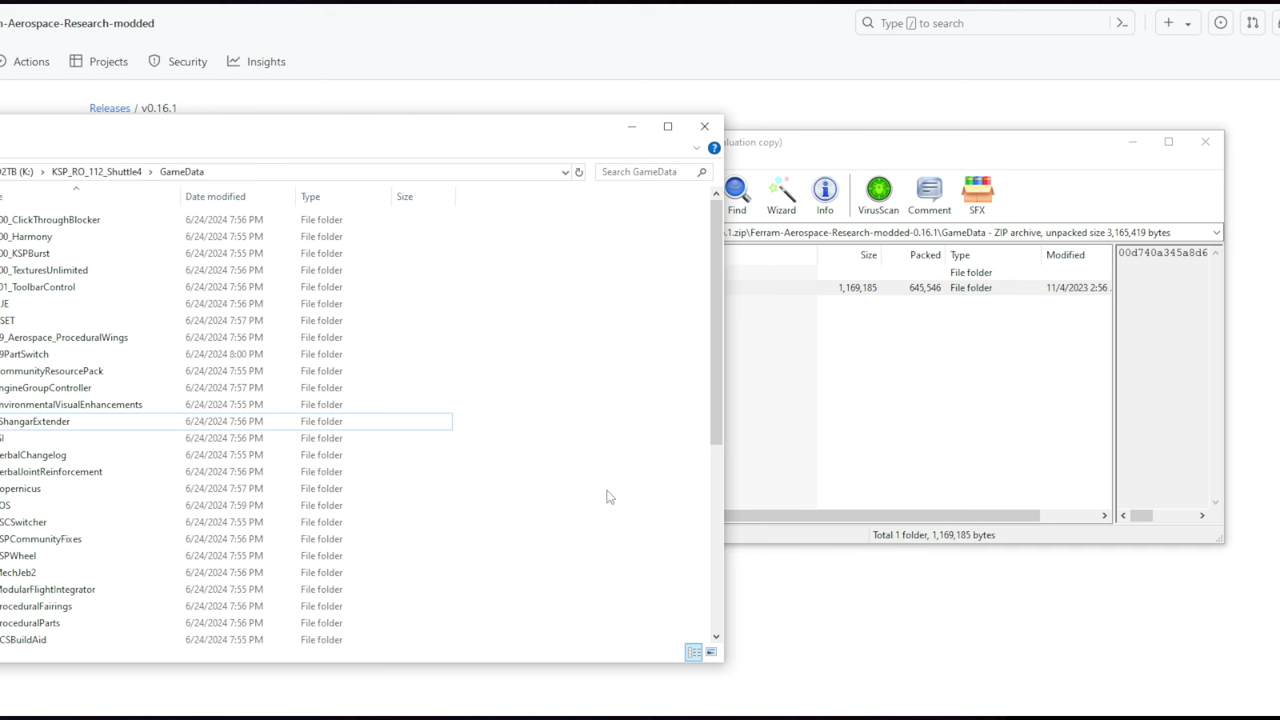 m-Aerospace-Research-modded
Type / to search
Actions Projects Security Insights
Releases / v0.16.1
luation copy)
02TB (K:) > KSP_RO_112_Shuttle4 > GameData
Search GameData
Date modified Type Size
00_ClickThroughBlocker 6/24/2024 7:56 PM File folder
00_Harmony 6/24/2024 7:55 PM File folder
00_KSPBurst 6/24/2024 7:55 PM File folder
00_TexturesUnlimited 6/24/2024 7:56 PM File folder
01_ToolbarControl 6/24/2024 7:56 PM File folder
JE 6/24/2024 7:56 PM File folder
SET 6/24/2024 7:57 PM File folder
9_Aerospace_ProceduralWings 6/24/2024 7:56 PM File folder
9PartSwitch 6/24/2024 8:00 PM File folder
ommunityResourcePack 6/24/2024 7:55 PM File folder
ngineGroupController 6/24/2024 7:56 PM File folder
nvironmentalVisualEnhancements 6/24/2024 7:55 PM File folder
ShangarExtender 6/24/2024 7:56 PM File folder
SI 6/24/2024 7:56 PM File folder
erbalChangelog 6/24/2024 7:55 PM File folder
erbalJointReinforcement 6/24/2024 7:56 PM File folder
opernicus 6/24/2024 7:57 PM File folder
OS 6/24/2024 7:59 PM File folder
SCSwitcher 6/24/2024 7:55 PM File folder
SPCommunityFixes 6/24/2024 7:56 PM File folder
SPWheel 6/24/2024 7:55 PM File folder
MechJeb2 6/24/2024 7:56 PM File folder
ModularFlightIntegrator 6/24/2024 7:56 PM File folder
roceduralFairings 6/24/2024 7:56 PM File folder
roceduralParts 6/24/2024 7:56 PM File folder
CSBuildAid 6/24/2024 7:55 PM File folder
Find Wizard Info VirusScan Comment SFX
.1.zip\Ferram-Aerospace-Research-modded-0.16.1\GameData - ZIP archive, unpacked size 3,165,419 bytes
Size Packed Type Modified
00d740a345a8d6
File folder
1,169,185 645,546 File folder 11/4/2023 2:56
Total 1 folder, 1,169,185 bytes